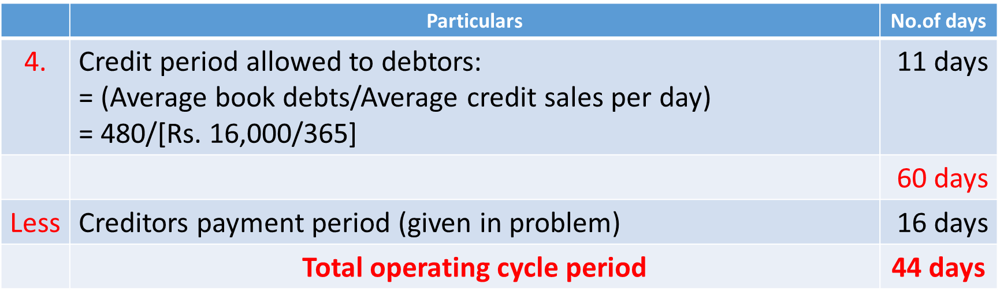 Particulars No.of days
4. Credit period allowed to debtors: 11 days
= (Average book debts/Average credit sales per day)
= 480/[Rs. 16,000/365]
60 days
Less Creditors payment period (given in problem) 16 days
Total operating cycle period 44 days